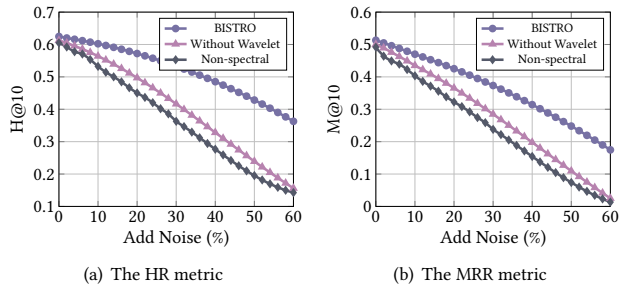 0.7
0.6
0.5
0.4
0.3
0.2
0.1
H@10
BISTRO
Without Wavelet
Non-spectral
0 10 20 30 40 50 60
Add Noise (%)
(a) The HR metric
0.6
0.5
0.4
0.3
0.2
0.1
0
M@10
BISTRO
Without Wavelet
Non-spectral
0 10 20 30 40 50 60
Add Noise (%)
(b) The MRR metric